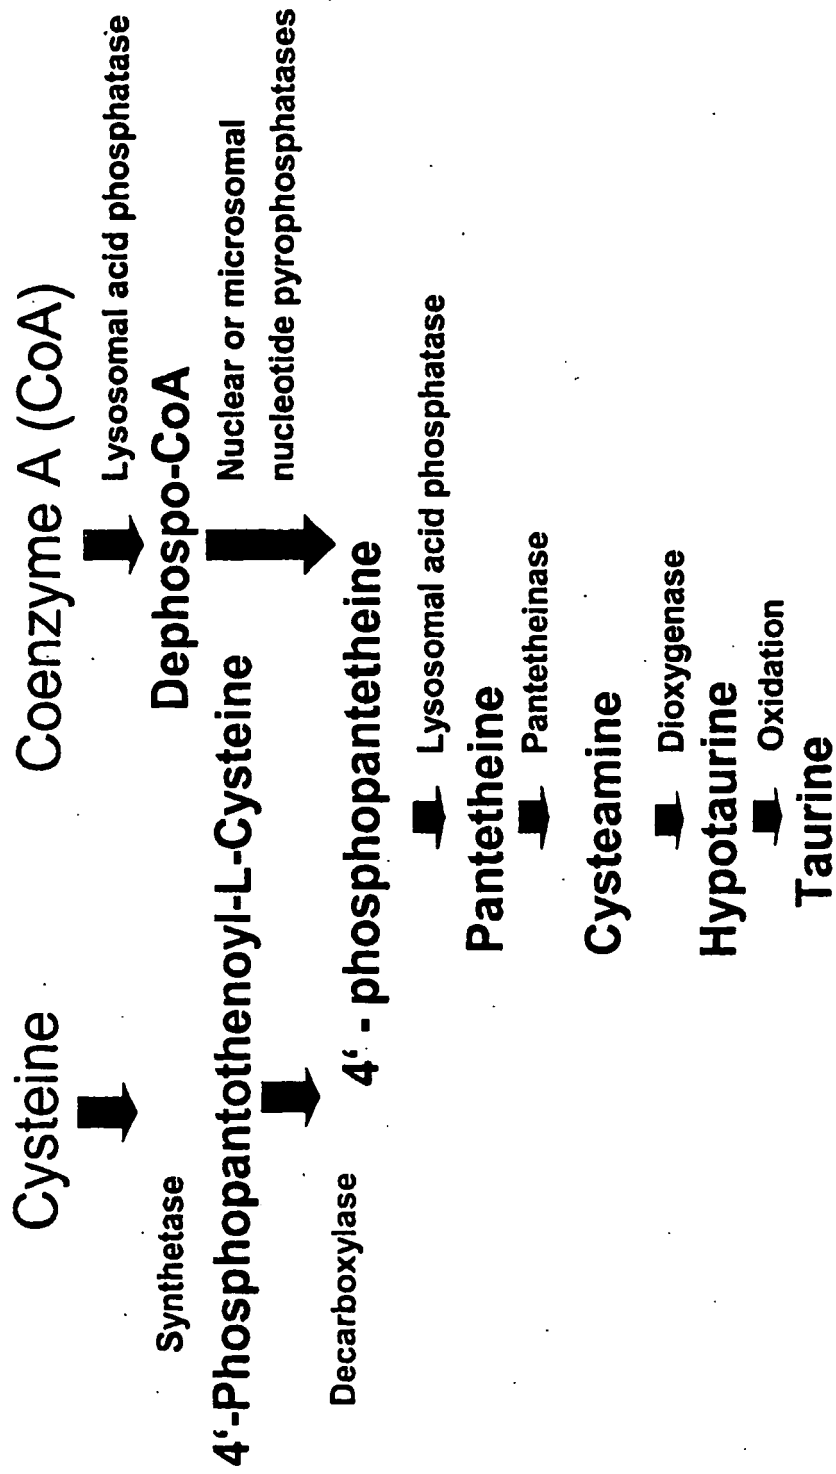 Cysteine
Coenzyme A (CoA)
Lysosomal acid phosphatase
Synthetase
Dephospo-CoA
4‘-Phosphopantothenoyl-L-Cysteine
Nuclear or microsomal
nucleotide pyrophosphatases
Decarboxylase
4‘ - phosphopantetheine
Lysosomal acid phosphatase
Pantetheine
Pantetheinase
Cysteamine
Dioxygenase
Hypotaurine
Oxidation
Taurine